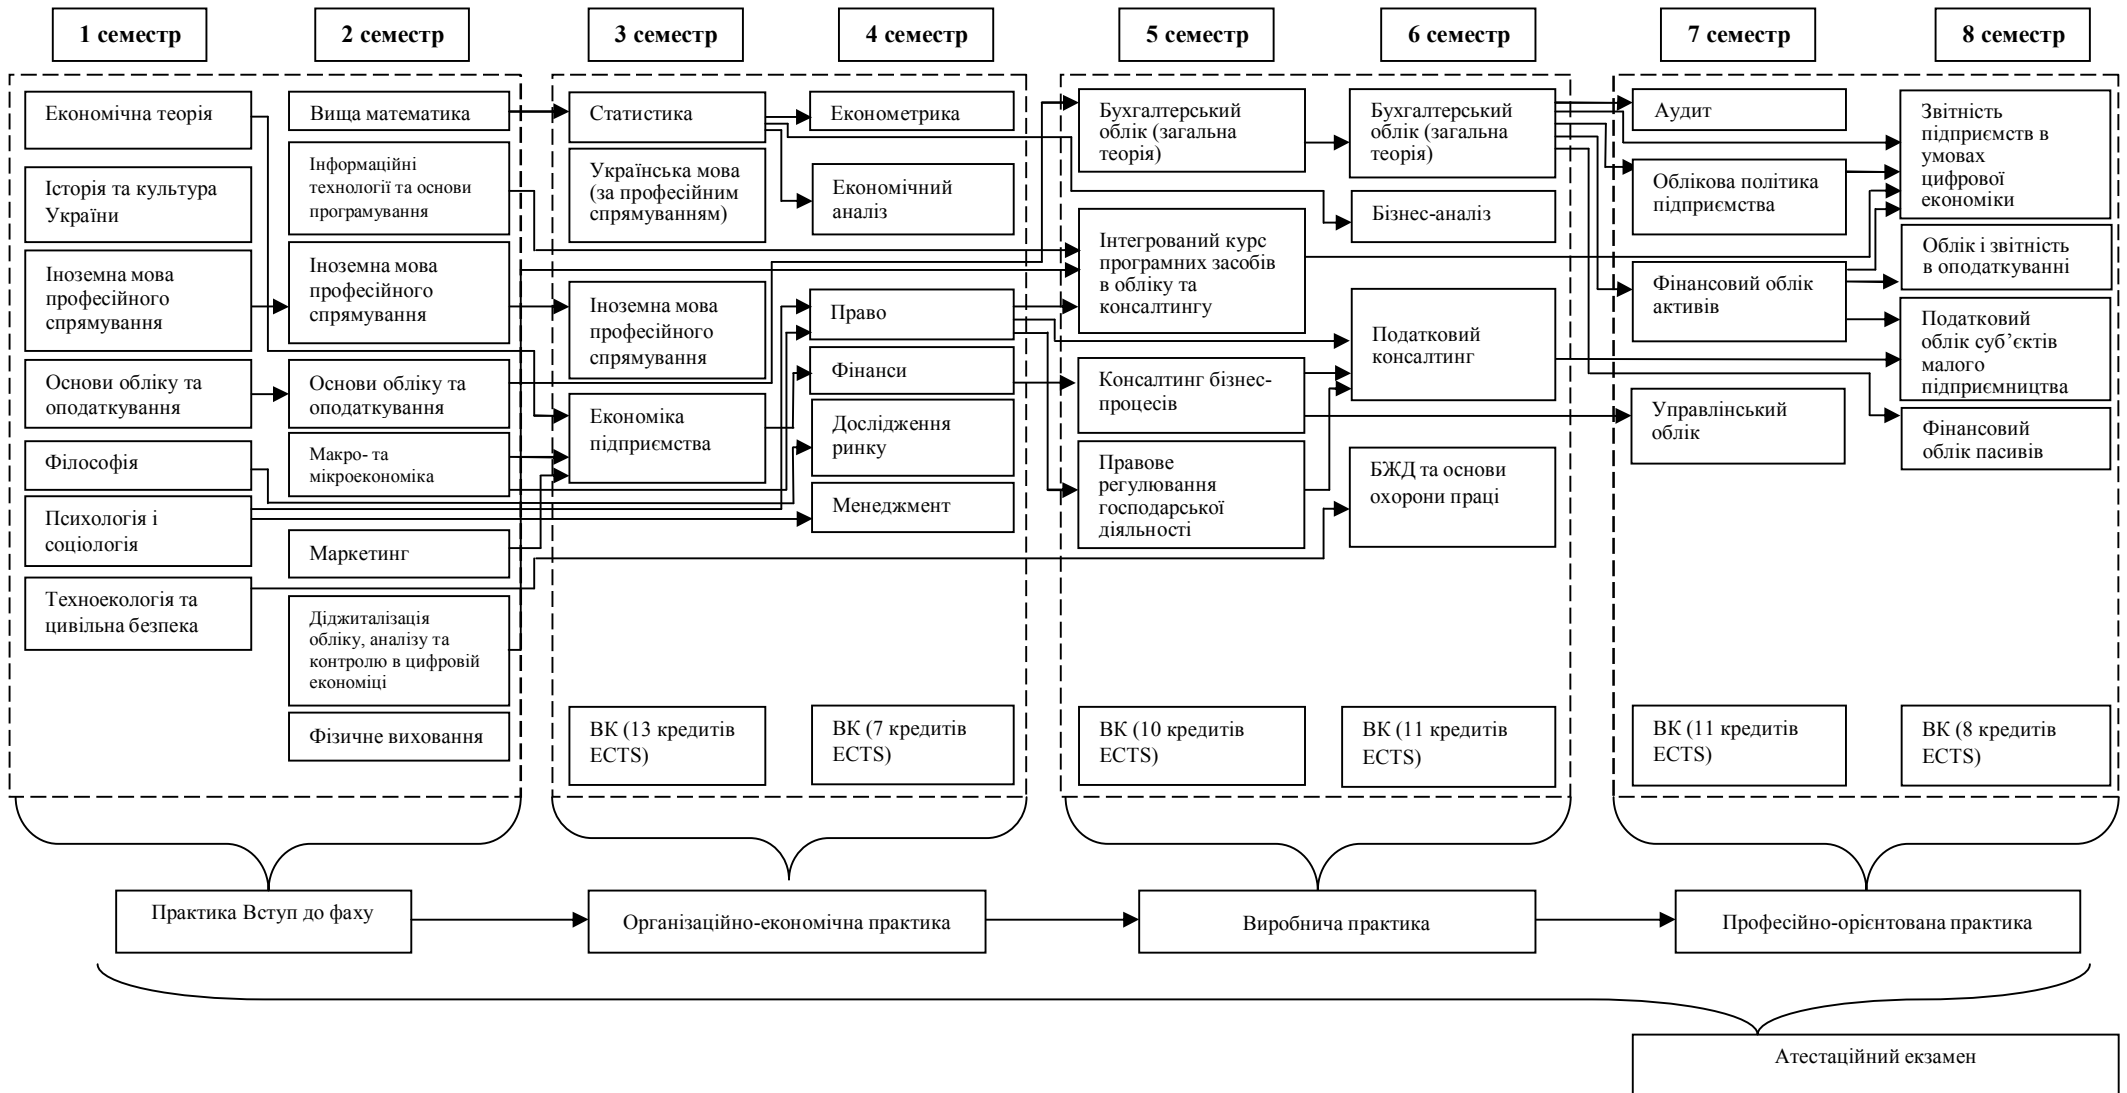 1 семестр
2 семестр
3 семестр
4 семестр
5 семестр
6 семестр
7 семестр
8 семестр
Економічна теорія
Історія та культура
України
Іноземна мова
професійного
спрямування
Основи обліку та
оподаткування
Філософія
Психологія і
соціологія
Техноекологія та
цивільна безпека
Вища математика
Інформаційні
технології та основи
програмування
Іноземна мова
професійного
спрямування
Основи обліку та
оподаткування
Макро- та
мікроекономіка
Маркетинг
Діджиталізація
обліку, аналізу та
контролю в цифровій
економіці
Фізичне виховання
Статистика
Українська мова
(за професійним
спрямуванням)
Іноземна мова
професійного
спрямування
Економіка
підприємства
ВК (13 кредитів
ECTS)
Економетрика
Економічний
аналіз
Право
Фінанси
Дослідження
ринку
Менеджмент
ВК (7 кредитів
ECTS)
Бухгалтерський
облік (загальна
теорія)
Інтегрований курс
програмних засобів
в обліку та
консалтингу
Консалтинг бізнес-
процесів
Правове
регулювання
господарської
діяльності
ВК (10 кредитів
ECTS)
Бухгалтерський
облік (загальна
теорія)
Бізнес-аналіз
Податковий
консалтинг
БЖД та основи
охорони праці
ВК (11 кредитів
ECTS)
Аудит
Облікова політика
підприємства
Фінансовий облік
активів
Управлінський
облік
ВК (11 кредитів
ECTS)
Звітність
підприємств в
умовах
цифрової
економіки
Облік і звітність
в оподаткуванні
Податковий
облік суб’єктів
малого
підприємництва
Фінансовий
облік пасивів
ВК (8 кредитів
ECTS)
Практика Вступ до фаху
Організаційно-економічна практика
Виробнича практика
Професійно-орієнтована практика
Атестаційний екзамен